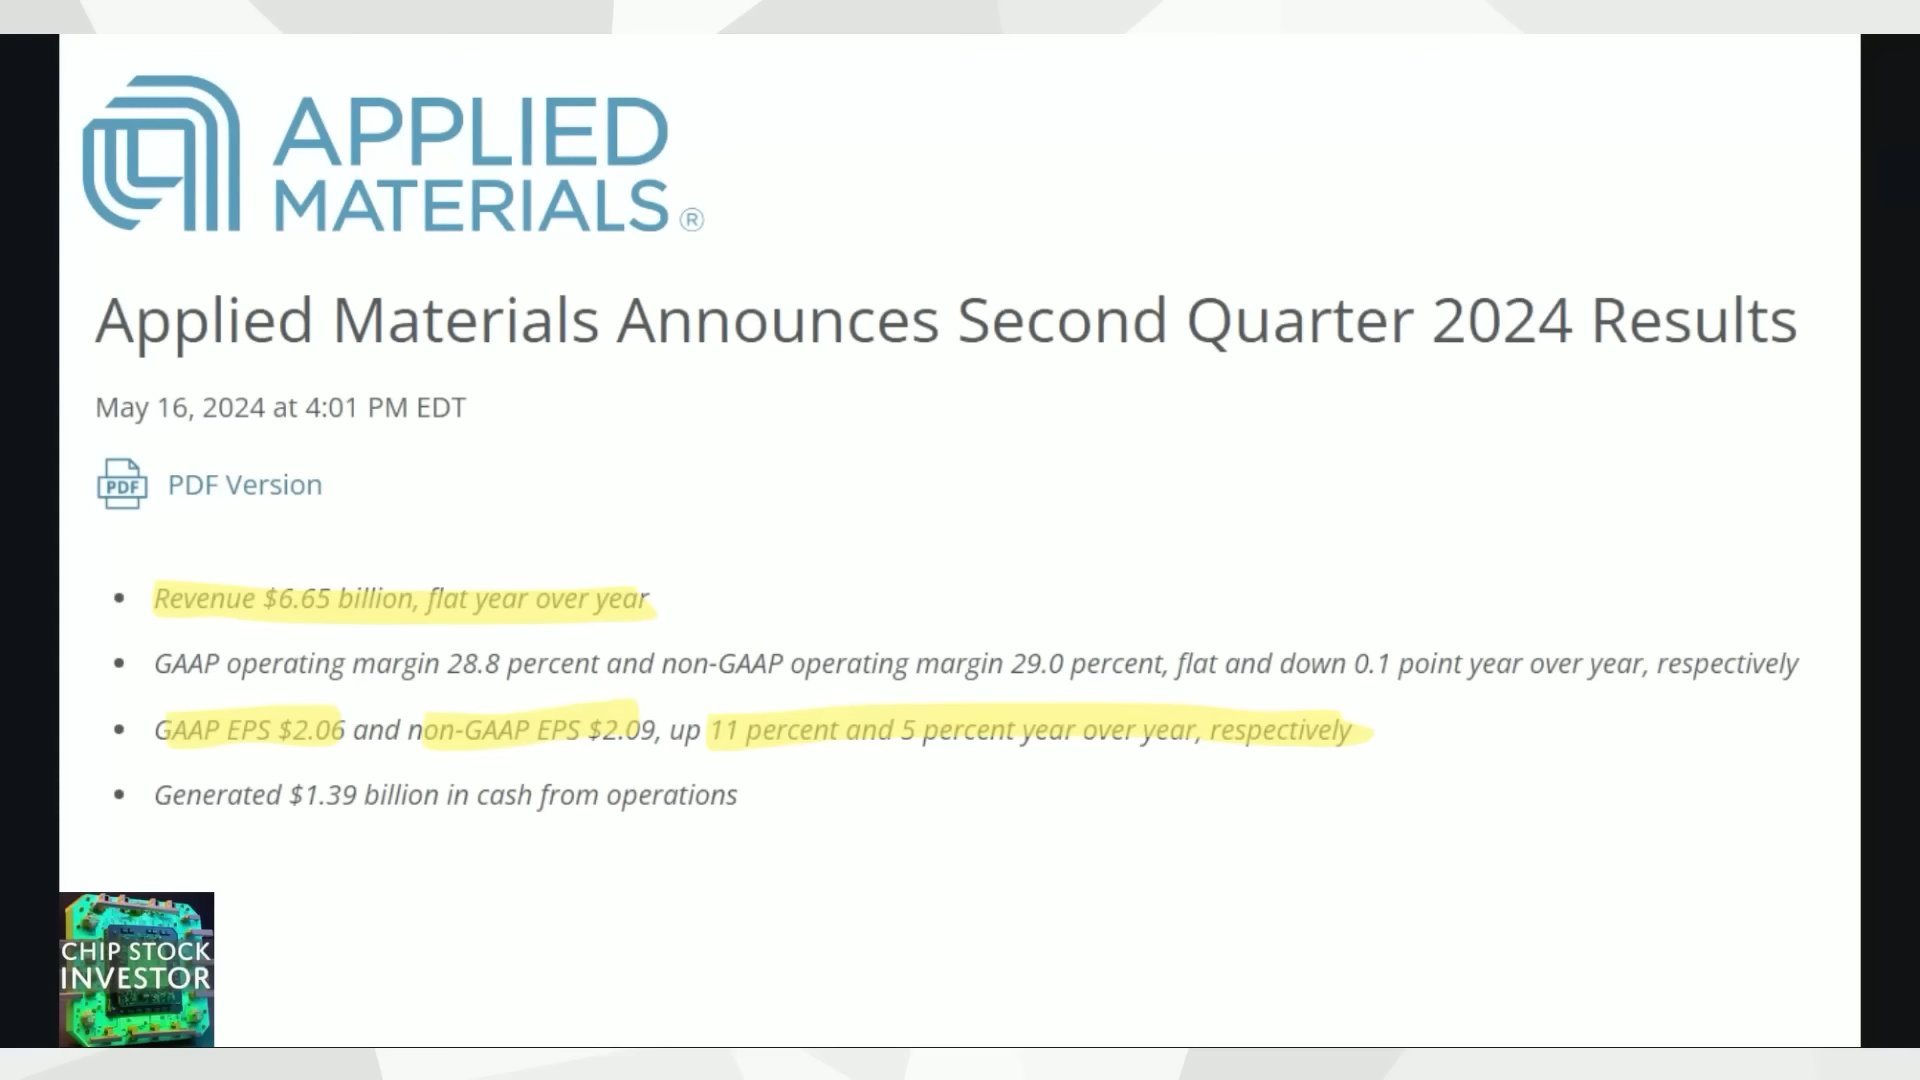 APPLIED
MATERIALS®
Applied Materials Announces Second Quarter 2024 Results
May 16, 2024 at 4:01 PM EDT
PDF
PDF Version
• Revenue $6.65 billion, flat year over year
• GAAP operating margin 28.8 percent and non-GAAP operating margin 29.0 percent, flat and down 0.1 point year over year, respectively
• GAAP EPS $2.06 and non-GAAP EPS $2.09, up 11 percent and 5 percent year over year, respectively
• Generated $1.39 billion in cash from operations
CHIP STOCK
INVESTOR